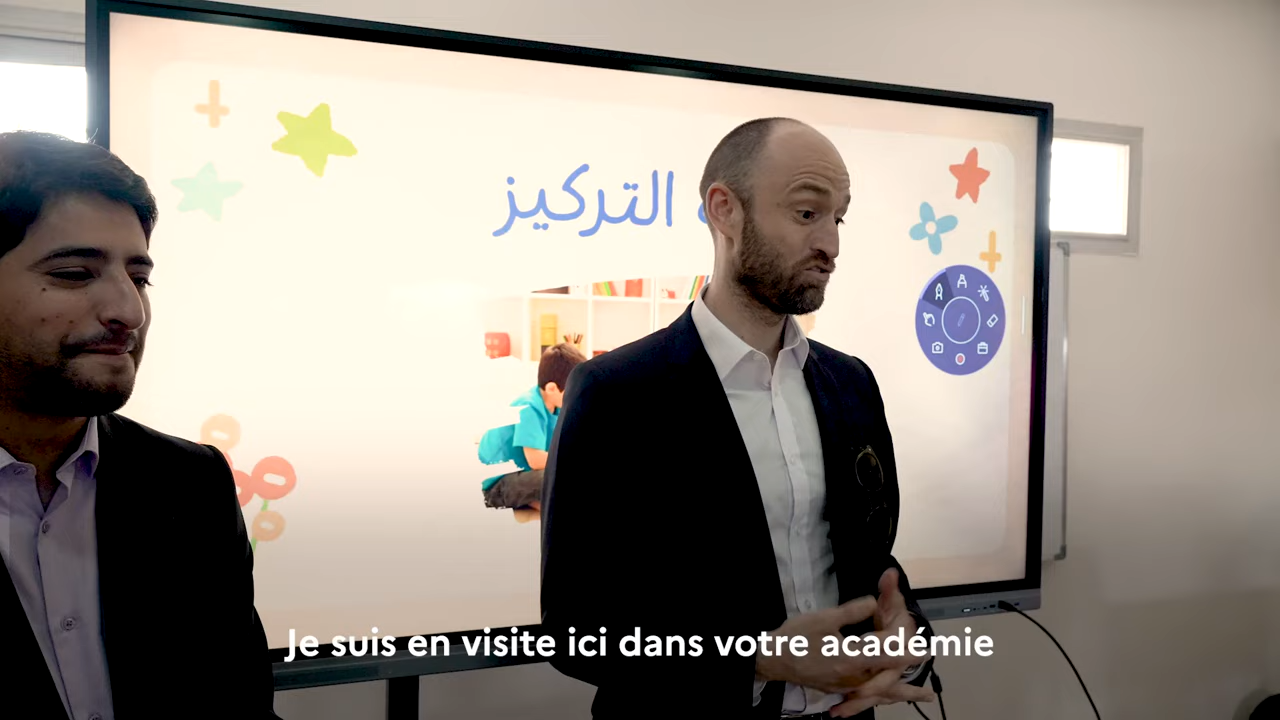 التركيز
Je suis en visite ici dans votre académie